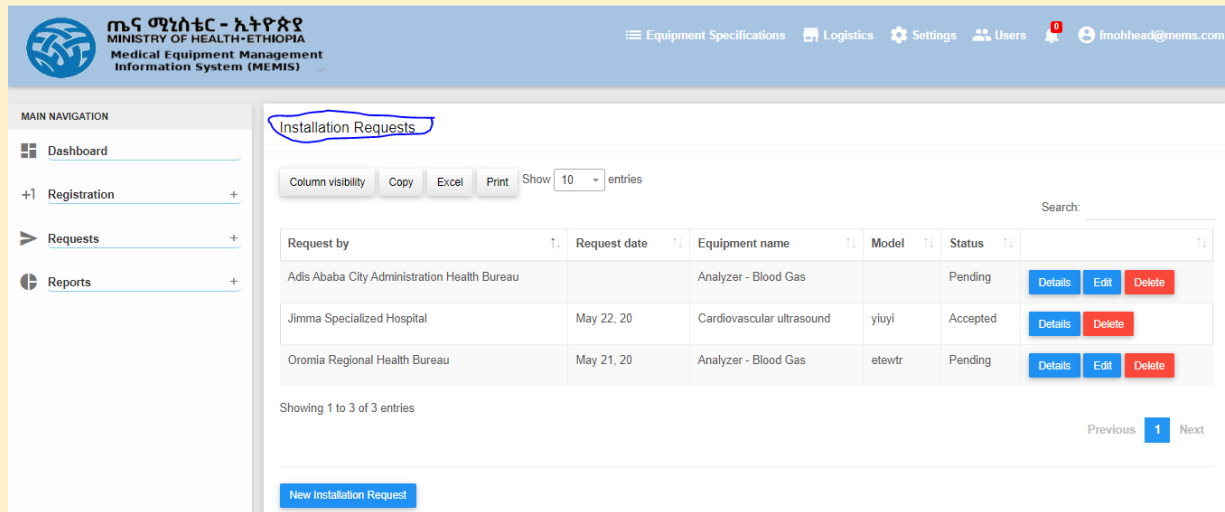 ጤና ሚኒስቴር - ኢትዮጵያ
MINISTRY OF HEALTH-ETHIOPIA
Medical Equipment Management
Information System (MEMIS)
Equipment Specifications Logistics Settings Users 0 fmohhead@mems.com
MAIN NAVIGATION
Dashboard
+1 Registration +
Requests +
Reports +
Installation Requests
Column visibility Copy Excel Print Show 10 entries
Search:
Request by Request date Equipment name Model Status
Adis Ababa City Administration Health Bureau Analyzer - Blood Gas Pending Details Edit Delete
Jimma Specialized Hospital May 22, 20 Cardiovascular ultrasound yiuyi Accepted Details Delete
Oromia Regional Health Bureau May 21, 20 Analyzer - Blood Gas etewtr Pending Details Edit Delete
Showing 1 to 3 of 3 entries
Previous 1 Next
New Installation Request